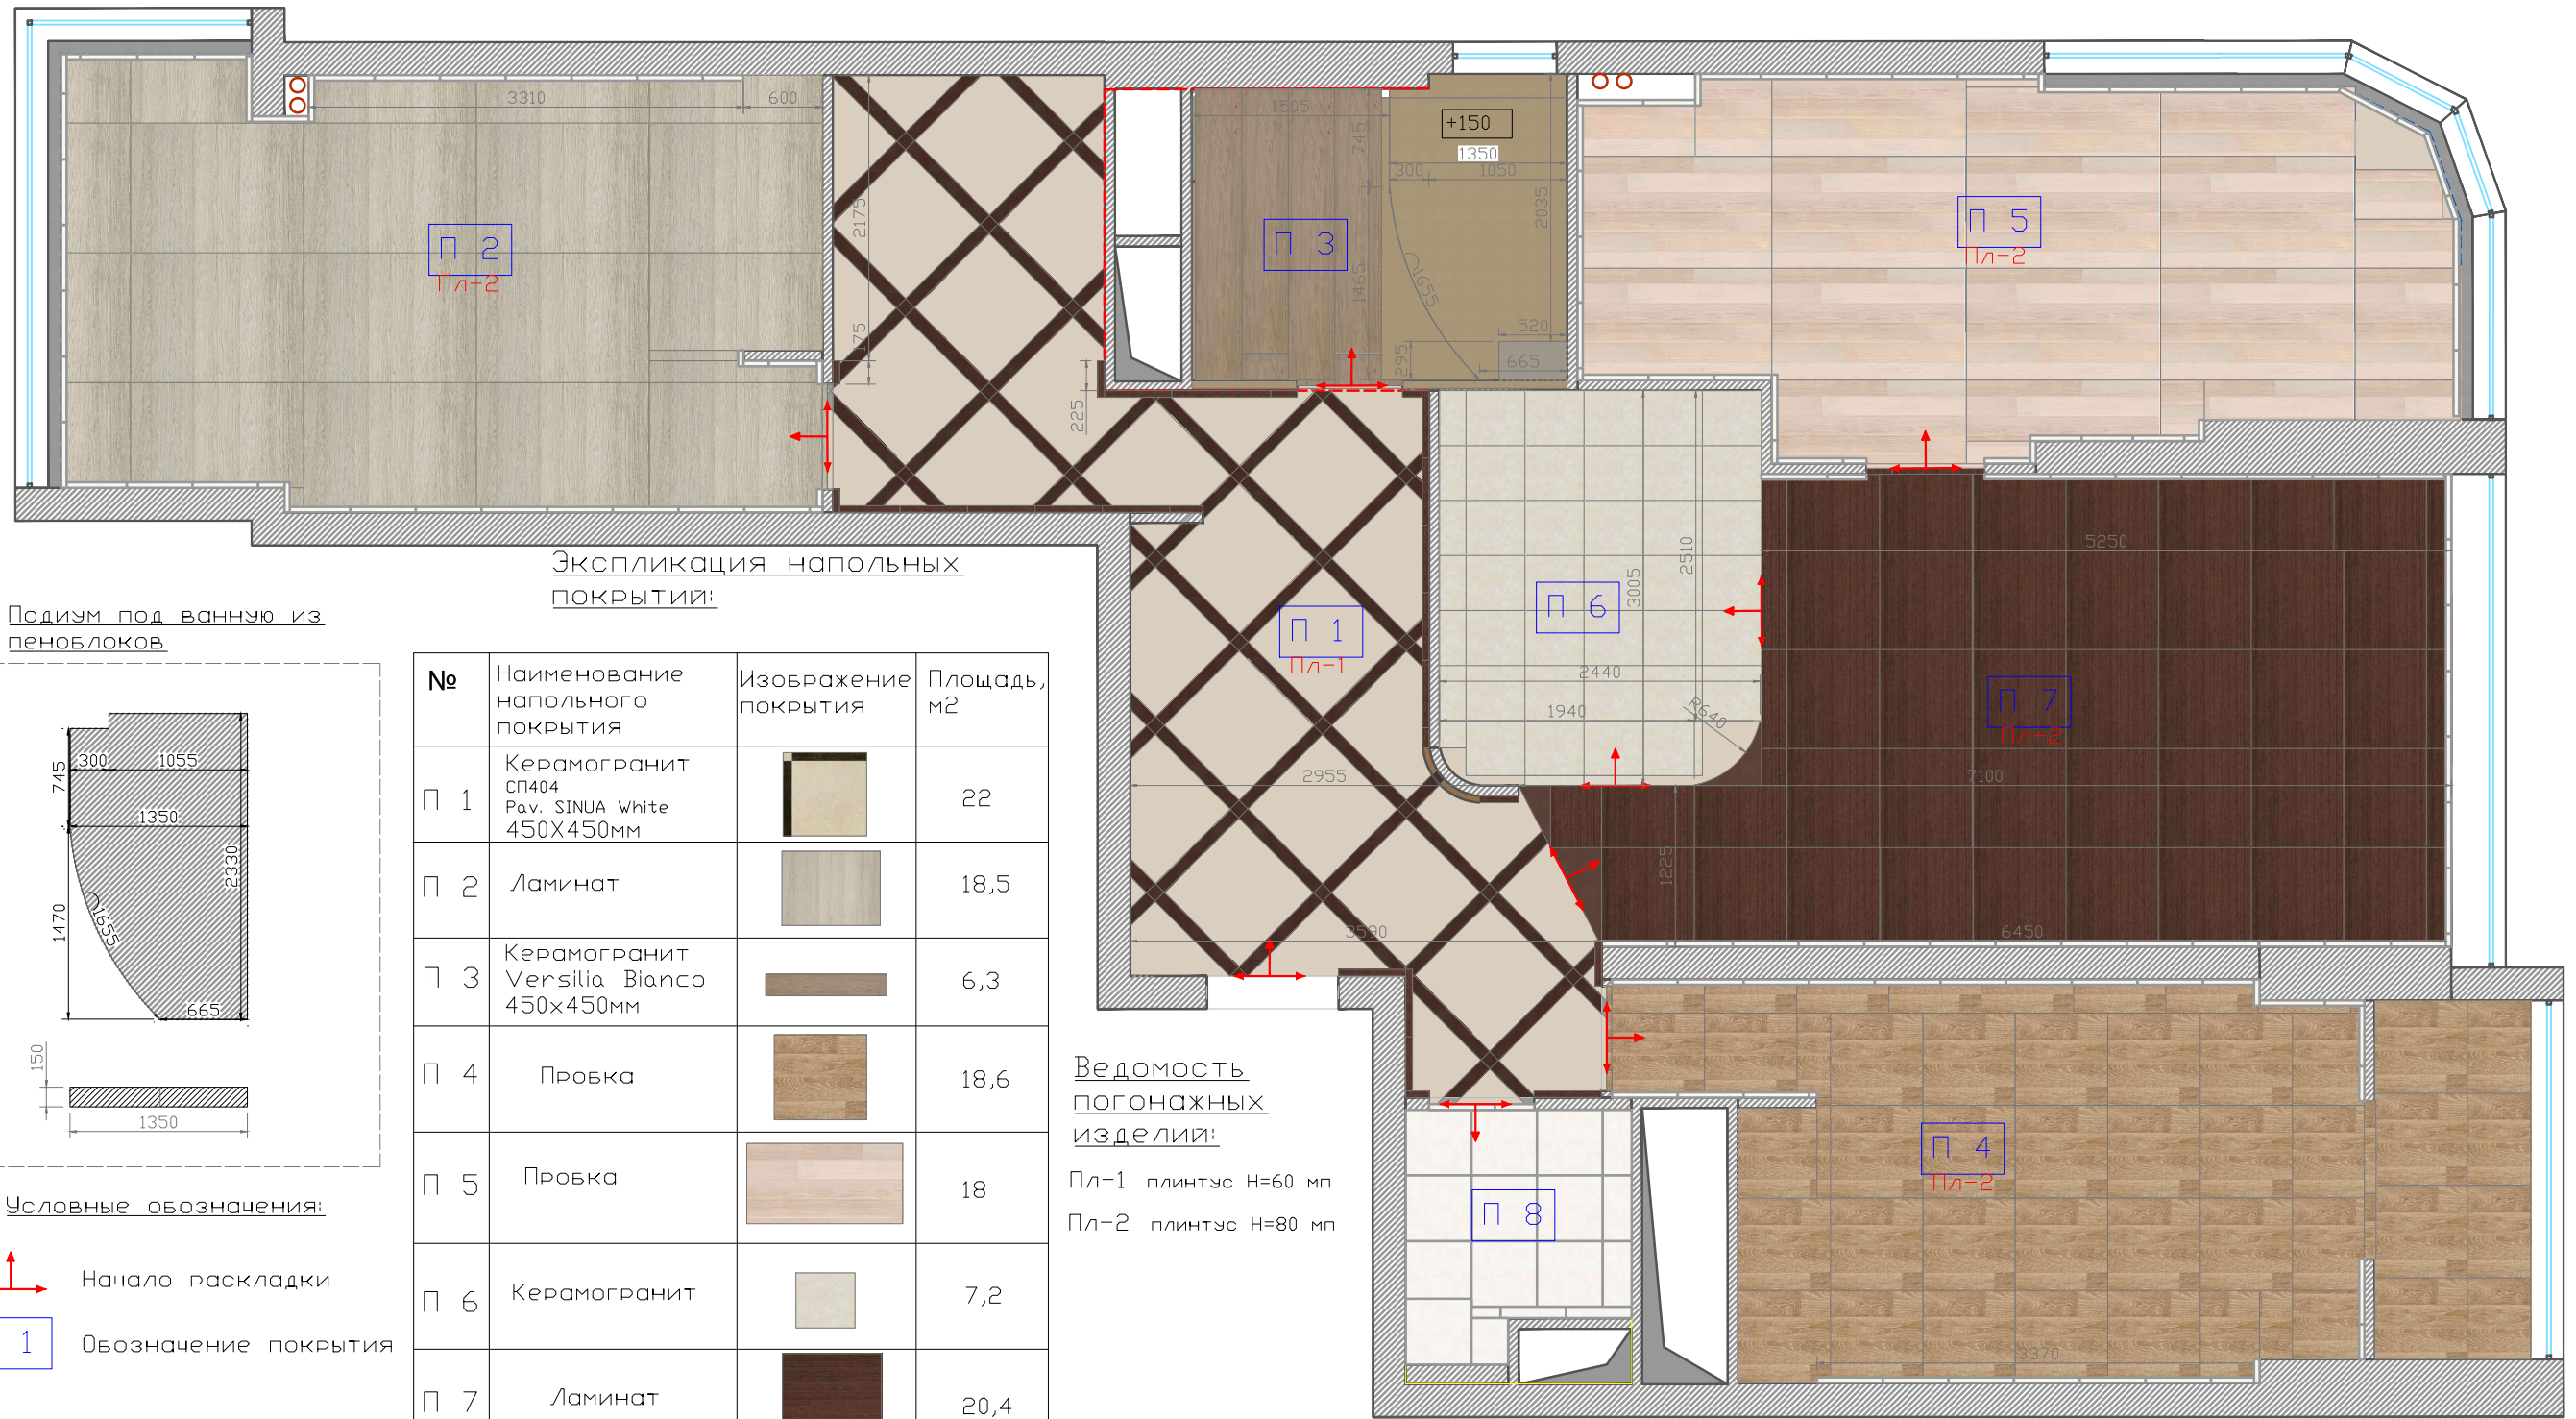 3310
600
2175
175
225
П 2
Пл-2
1805
745
1465
П 3
+150
1350
300
1050
2035
1655
520
295
665
П 5
Пл-2
5250
2510
3005
П 6
2440
1940
R640
П 1
Пл-1
2955
П 7
Пл-2
7100
1225
3590
6450
П 4
Пл-2
3370
П 8
Экспликация напольных
покрытий:
№
Наименование
напольного
покрытия
Изображение
покрытия
Площадь,
м2
П 1
Керамогранит
СП404
Pav. SINUA White
450Х450мм
22
П 2
Ламинат
18,5
П 3
Керамогранит
Versilia Bianco
450х450мм
6,3
П 4
Пробка
18,6
П 5
Пробка
18
П 6
Керамогранит
7,2
П 7
Ламинат
20,4
Подиум под ванную из
пеноблоков
745
300
1055
1350
2330
1470
1655
665
150
1350
Условные обозначения:
Начало раскладки
1
Обозначение покрытия
Ведомость
погонажных
изделий:
Пл-1 плинтус Н=60 мп
Пл-2 плинтус Н=80 мп